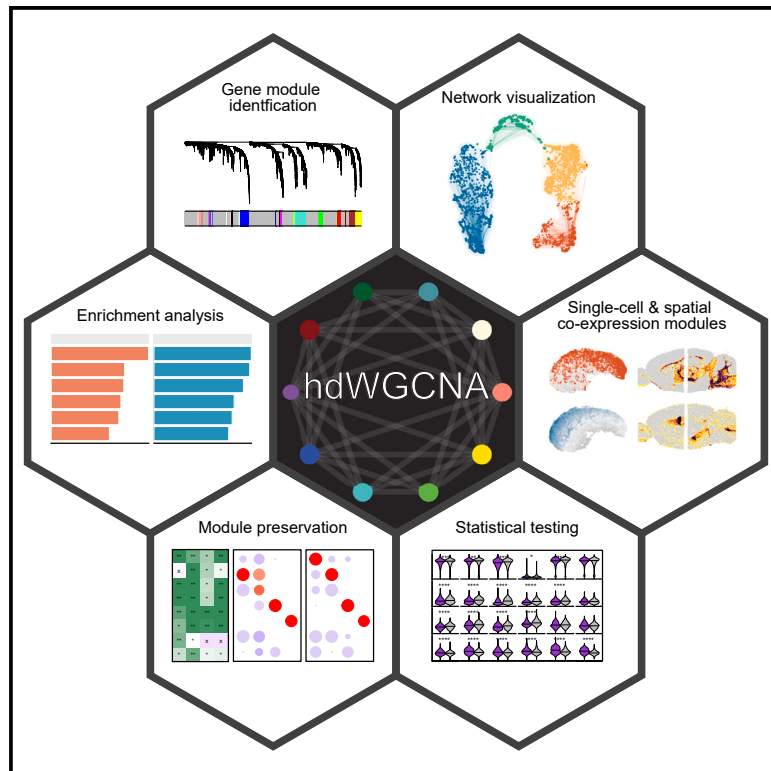 Gene module
identfication
Network visualization
Enrichment analysis
hdWGCNA
Single-cell & spatial
co-expression modules
Module preservation
Statistical testing